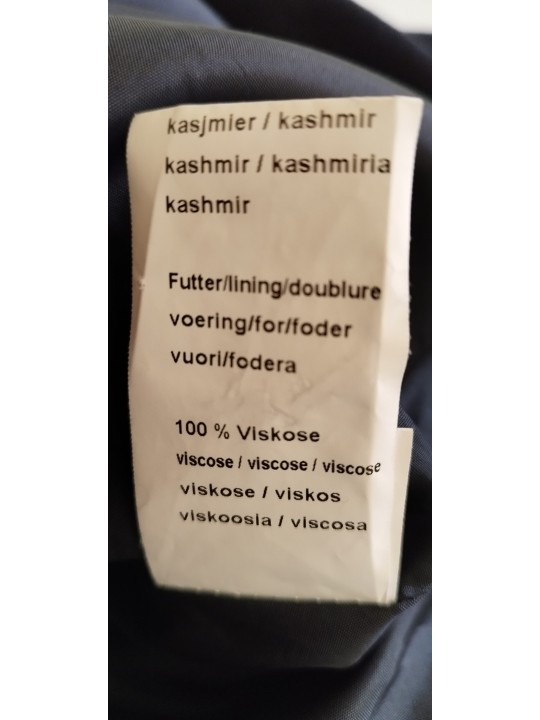 kasjmier / kashmir
kashmir / kashmiria
kashmir
Futter/lining/doublure
voering/for/foder
vuori/fodera
100 % Viskose
viscose / viscose / viscose
viskose / viskos
viskoosia / viscosa